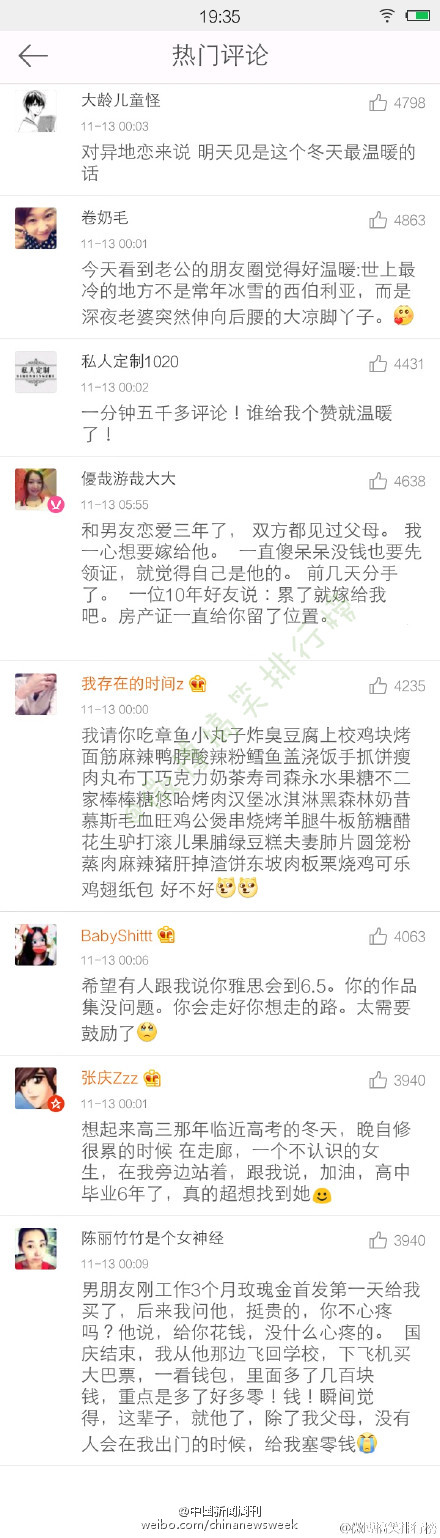 19:35
热门评论
大龄儿童怪
4798
11-13 00:03
对异地恋来说 明天见是这个冬天最温暖的
话
卷奶毛
4863
11-13 00:01
今天看到老公的朋友圈觉得好温暖:世上最
冷的地方不是常年冰雪的西伯利亚，而是
深夜老婆突然伸向后腰的大凉脚丫子。
私人定制
私人定制1020
4431
11-13 00:02
一分钟五千多评论！谁给我个赞就温暖
了！
優哉游哉大大
4638
11-13 05:55
和男友恋爱三年了， 双方都见过父母。 我
一心想要嫁给他。 一直傻呆呆没钱也要先
领证，就觉得自己是他的。 前几天分手
了。 一位10年好友说：累了就嫁给我
吧。房产证一直给你留了位置。
我存在的时间z
4235
11-13 00:00
我请你吃章鱼小丸子炸臭豆腐上校鸡块烤
面筋麻辣鸭脖酸辣粉鳕鱼盖浇饭手抓饼瘦
肉丸布丁巧克力奶茶寿司森永水果糖不二
家棒棒糖悠哈烤肉汉堡冰淇淋黑森林奶昔
慕斯毛血旺鸡公煲串烧烤羊腿牛板筋糖醋
花生驴打滚儿果脯绿豆糕夫妻肺片圆笼粉
蒸肉麻辣猪肝掉渣饼东坡肉板栗烧鸡可乐
鸡翅纸包 好不好
BabyShittt
4063
11-13 00:06
希望有人跟我说你雅思会到6.5。你的作品
集没问题。你会走好你想走的路。太需要
鼓励了
张庆Zzz
3940
11-13 00:01
想起来高三那年临近高考的冬天，晚自修
很累的时候 在走廊，一个不认识的女
生，在我旁边站着，跟我说，加油，高中
毕业6年了，真的超想找到她
陈丽竹竹是个女神经
3940
11-13 00:09
男朋友刚工作3个月玫瑰金首发第一天给我
买了，后来我问他，挺贵的，你不心疼
吗？他说，给你花钱，没什么心疼的。 国
庆结束，我从他那边飞回学校，下飞机买
大巴票，一看钱包，里面多了几百块
钱，重点是多了好多零！钱！瞬间觉
得，这辈子，就他了，除了我父母，没有
人会在我出门的时候，给我塞零钱
@中国新闻周刊
weibo.com/chinanewsweek
搞笑排行榜